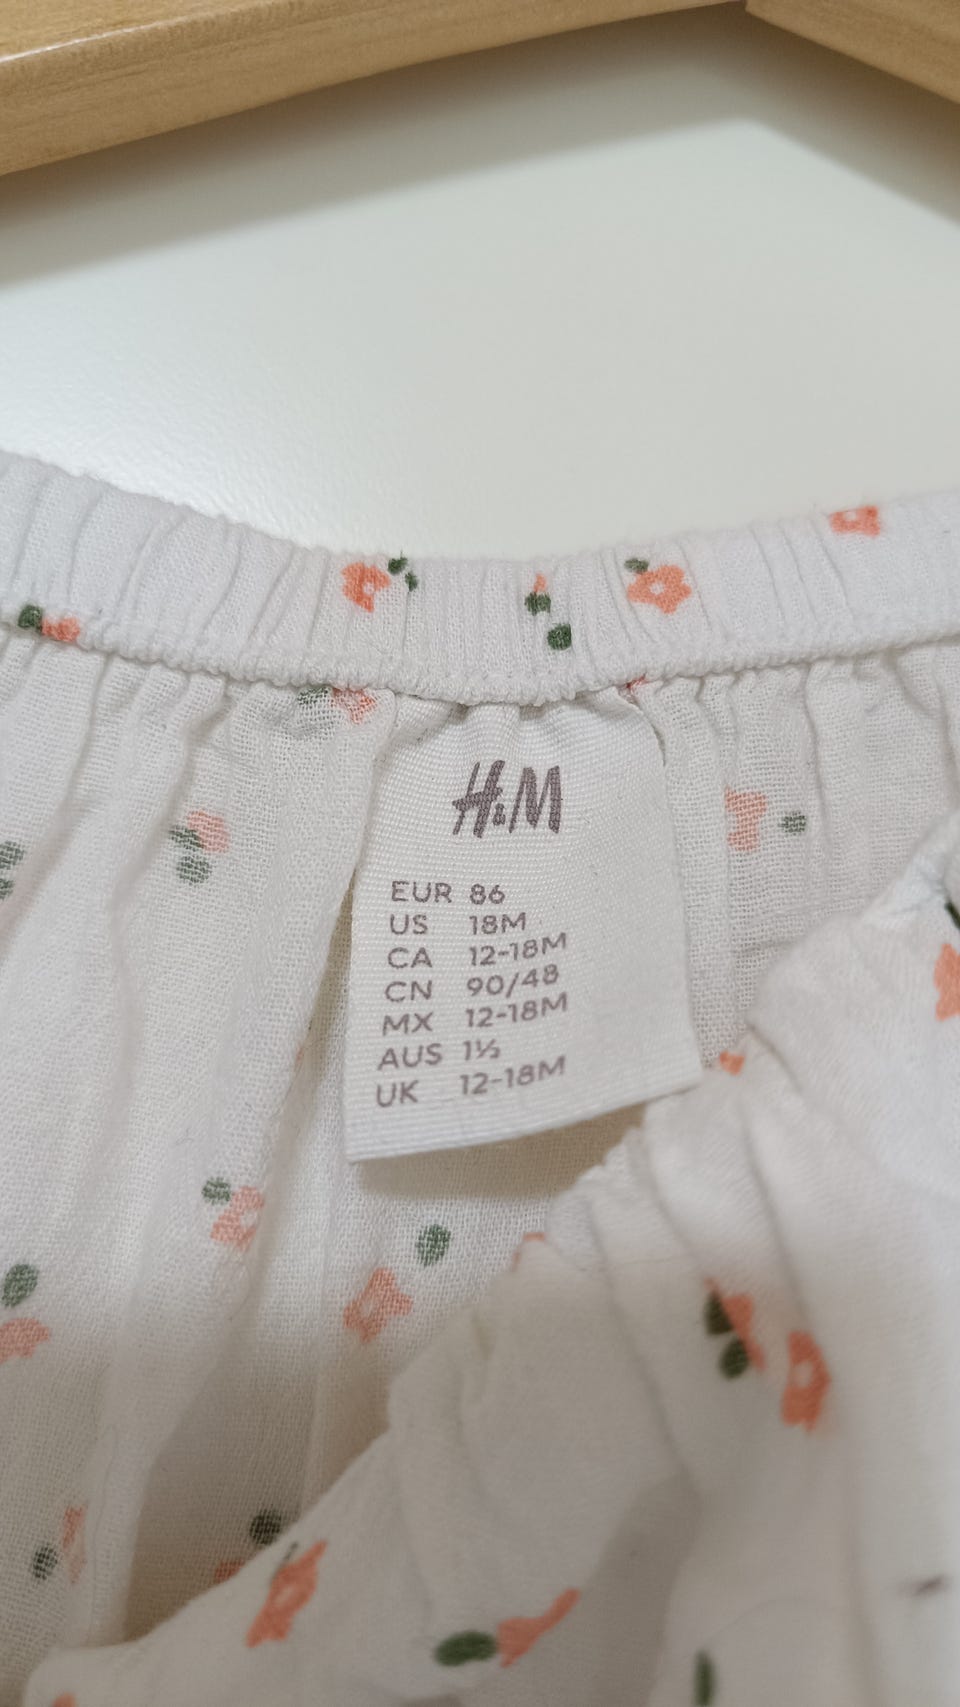 H&M
EUR 86
US 18M
CA 12-18M
CN 90/48
MX 12-18M
AUS 1½
UK 12-18M